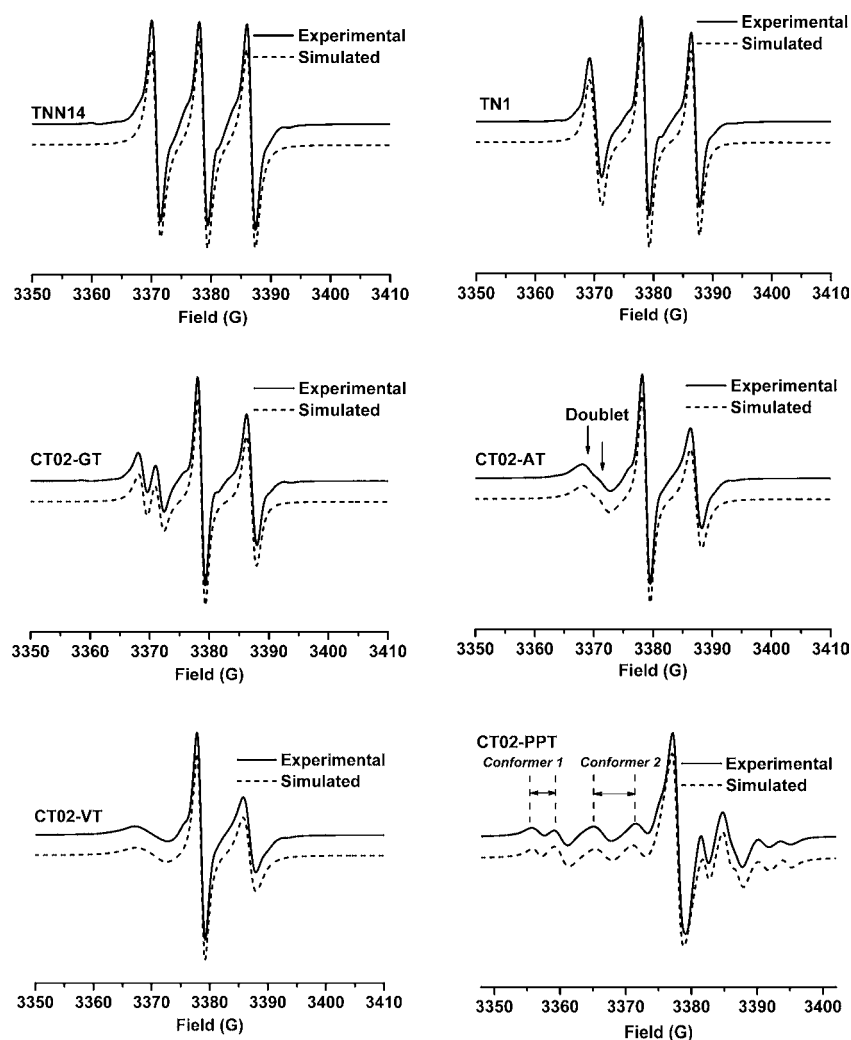 TNN14
Experimental
Simulated
3350 3360 3370 3380 3390 3400 3410
Field (G)
TN1
Experimental
Simulated
3350 3360 3370 3380 3390 3400 3410
Field (G)
CT02-GT
Experimental
Simulated
3350 3360 3370 3380 3390 3400 3410
Field (G)
CT02-AT
Doublet
Experimental
Simulated
3350 3360 3370 3380 3390 3400 3410
Field (G)
CT02-VT
Experimental
Simulated
3350 3360 3370 3380 3390 3400 3410
Field (G)
CT02-PPT
Conformer 1 Conformer 2
Experimental
Simulated
3350 3360 3370 3380 3390 3400
Field (G)